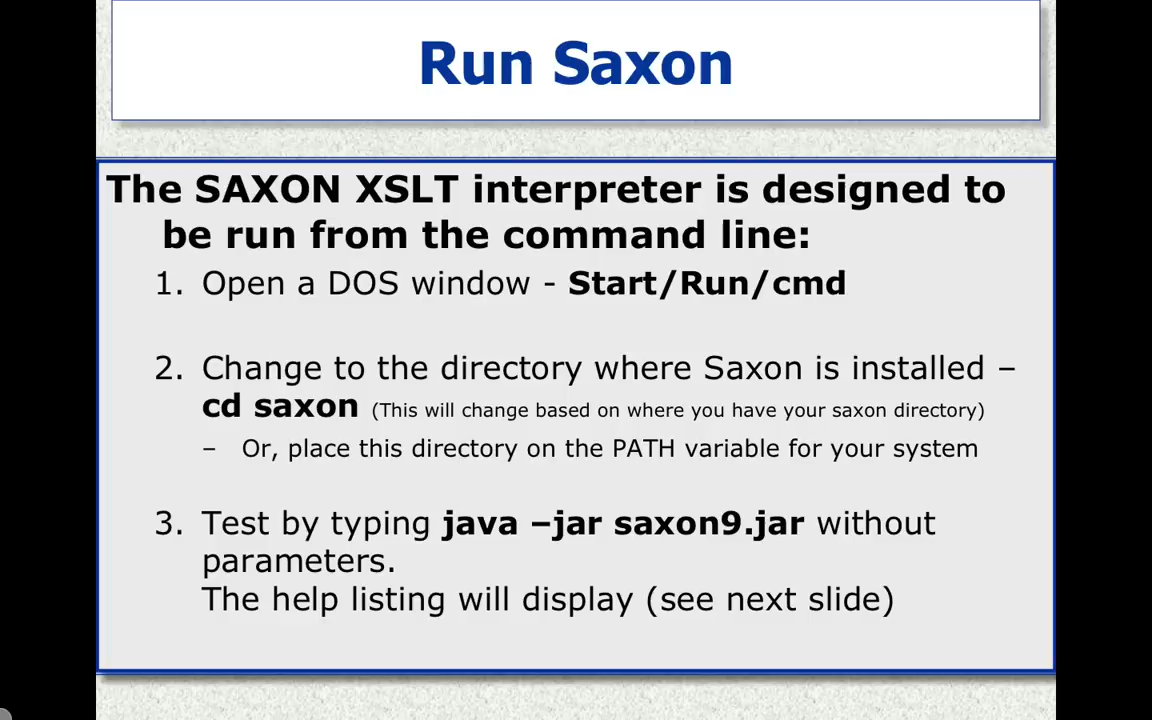 Run Saxon
The SAXON XSLT interpreter is designed to
be run from the command line:
1. Open a DOS window - Start/Run/cmd
2. Change to the directory where Saxon is installed –
cd saxon (This will change based on where you have your saxon directory)
– Or, place this directory on the PATH variable for your system
3. Test by typing java –jar saxon9.jar without
parameters.
The help listing will display (see next slide)